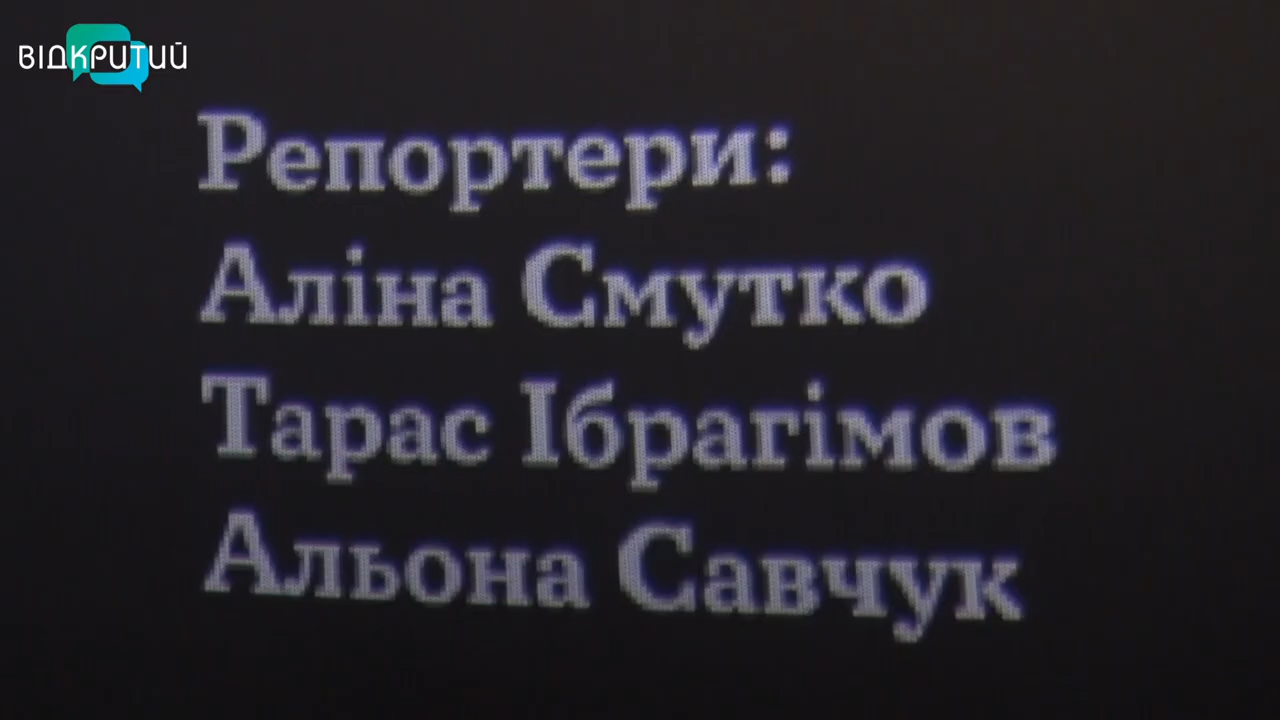 ВІДКРИТИЙ
Репортери:
Аліна Смутко
Тарас Ібрагімов
Альона Савчук